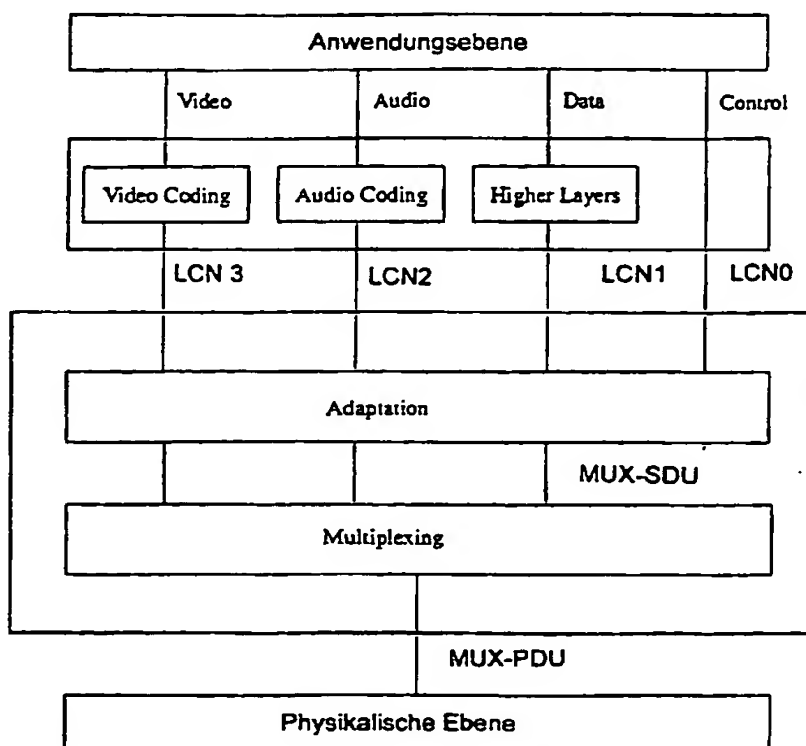 Anwendungsebene
Video Audio Data Control
Video Coding Audio Coding Higher Layers
LCN 3 LCN2 LCN1 LCN0
Adaptation
MUX-SDU
Multiplexing
MUX-PDU
Physikalische Ebene